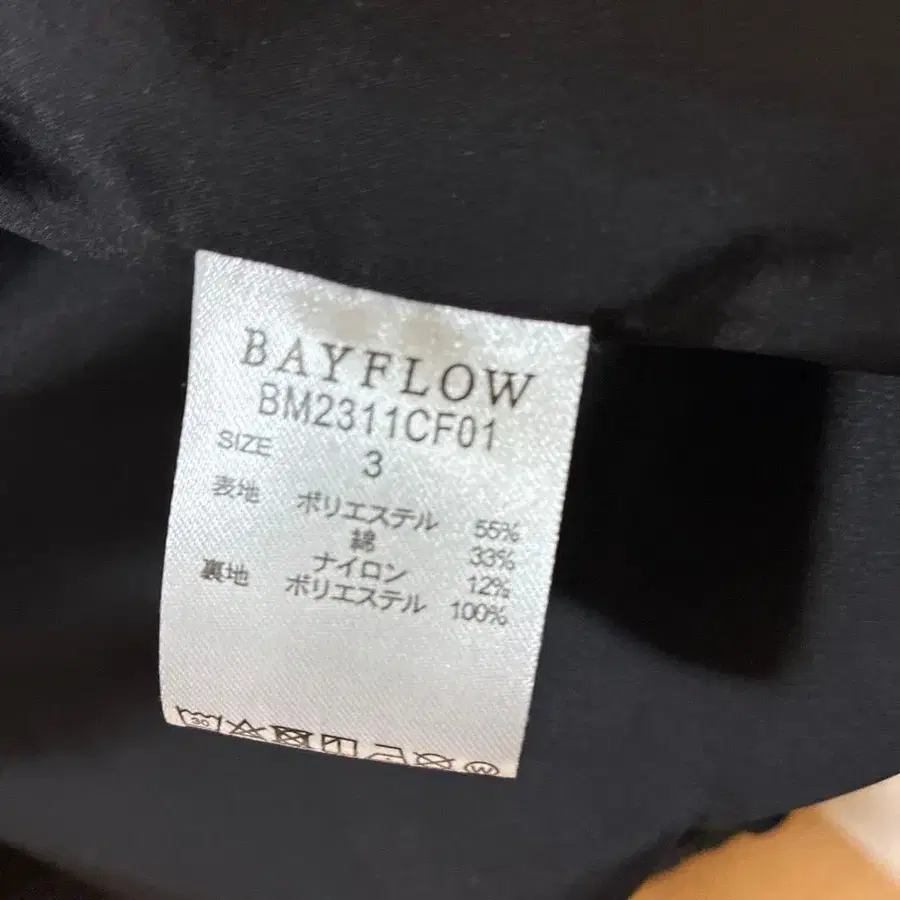 BAYFLOW
BM2311CF01
SIZE 3
表地 ポリエステル 55%
綿 33%
ナイロン 12%
裏地 ポリエステル 100%
30
W